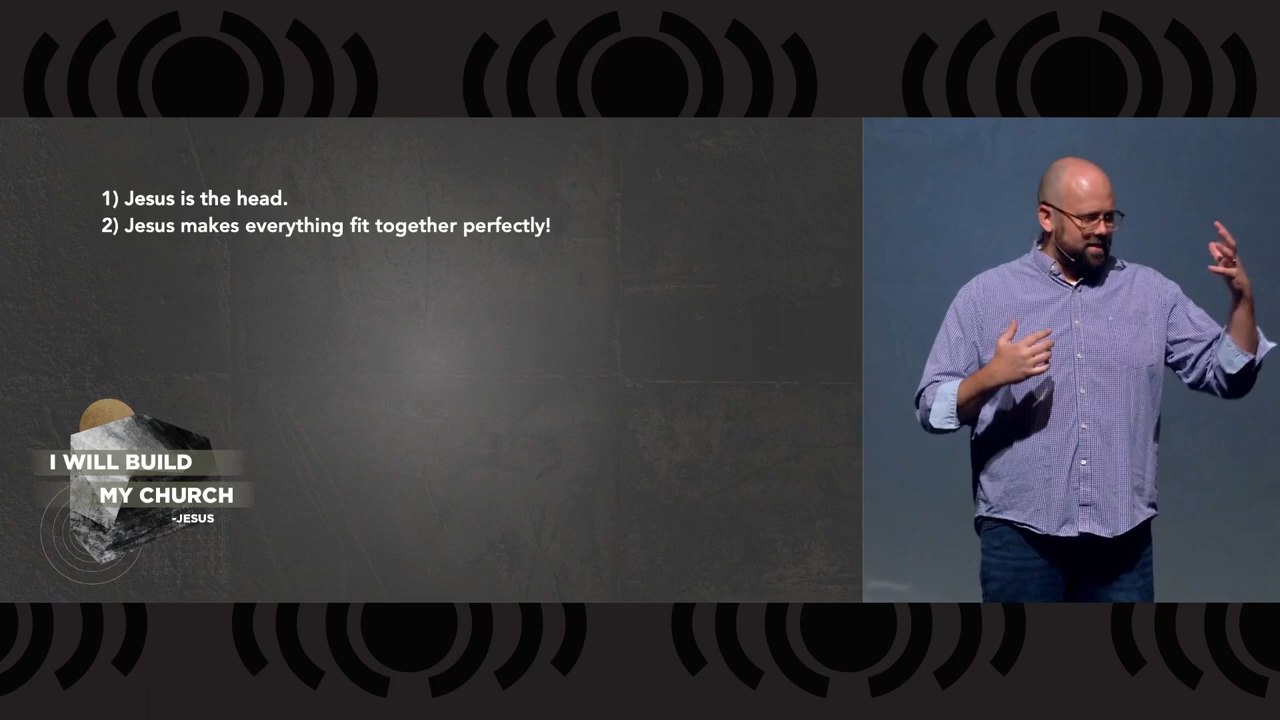 1) Jesus is the head.
2) Jesus makes everything fit together perfectly!
I WILL BUILD
MY CHURCH
-JESUS